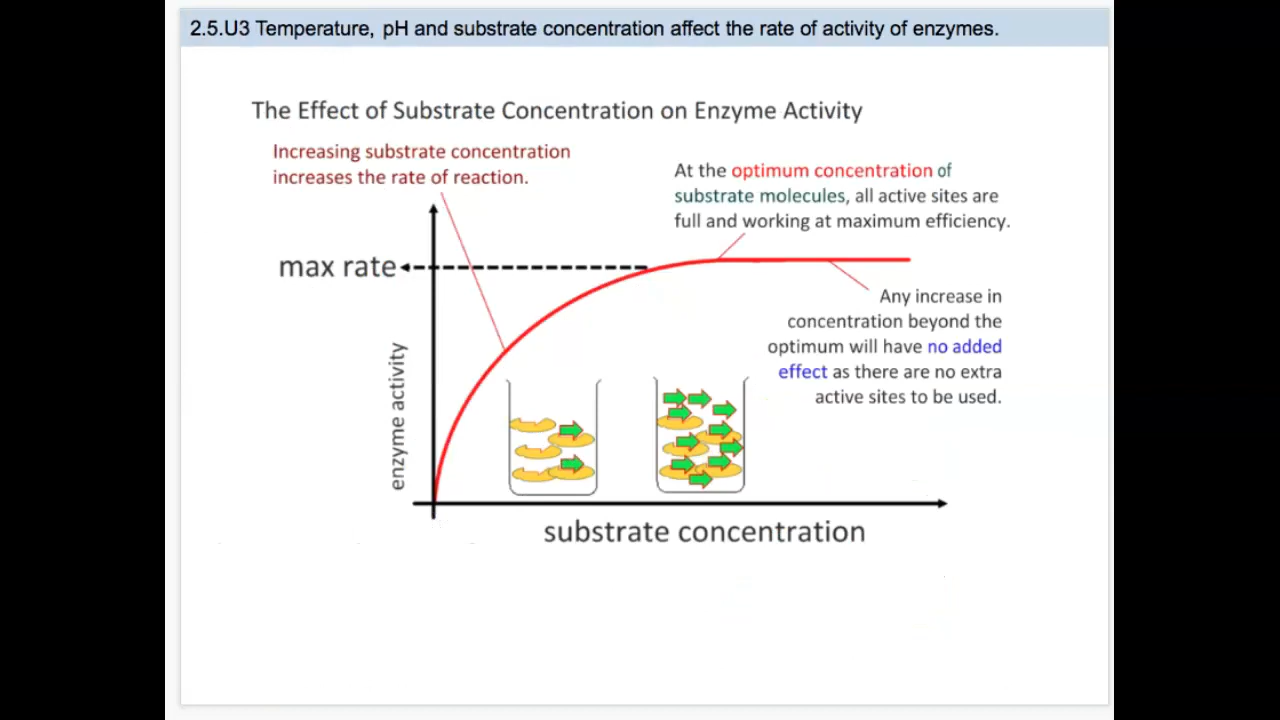 2.5.U3 Temperature, pH and substrate concentration affect the rate of activity of enzymes.
The Effect of Substrate Concentration on Enzyme Activity
Increasing substrate concentration
increases the rate of reaction.
At the optimum concentration of
substrate molecules, all active sites are
full and working at maximum efficiency.
max rate
Any increase in
concentration beyond the
optimum will have no added
effect as there are no extra
active sites to be used.
enzyme activity
substrate concentration